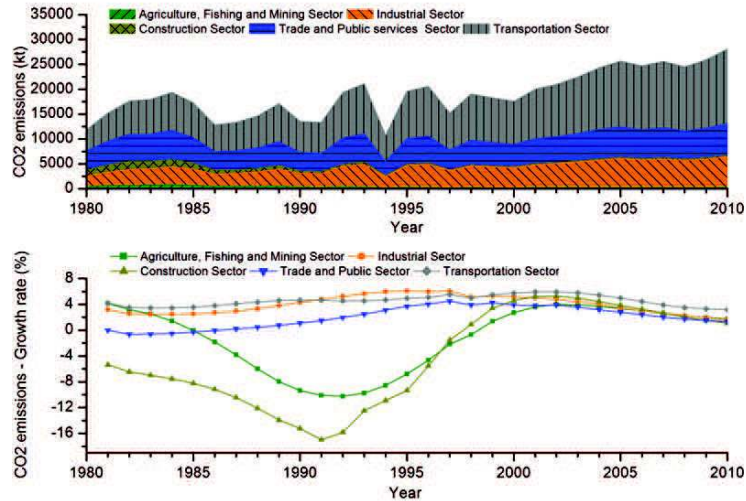 Agriculture, Fishing and Mining Sector Industrial Sector
Construction Sector Trade and Public services Sector Transportation Sector
CO2 emissions (kt)
35000
30000
25000
20000
15000
10000
5000
0
1980 1985 1990 1995 2000 2005 2010
Year
Agriculture, Fishing and Mining Sector Industrial Sector
Construction Sector Trade and Public Sector Transportation Sector
CO2 emissions - Growth rate (%)
8
4
0
-4
-8
-12
-16
1980 1985 1990 1995 2000 2005 2010
Year